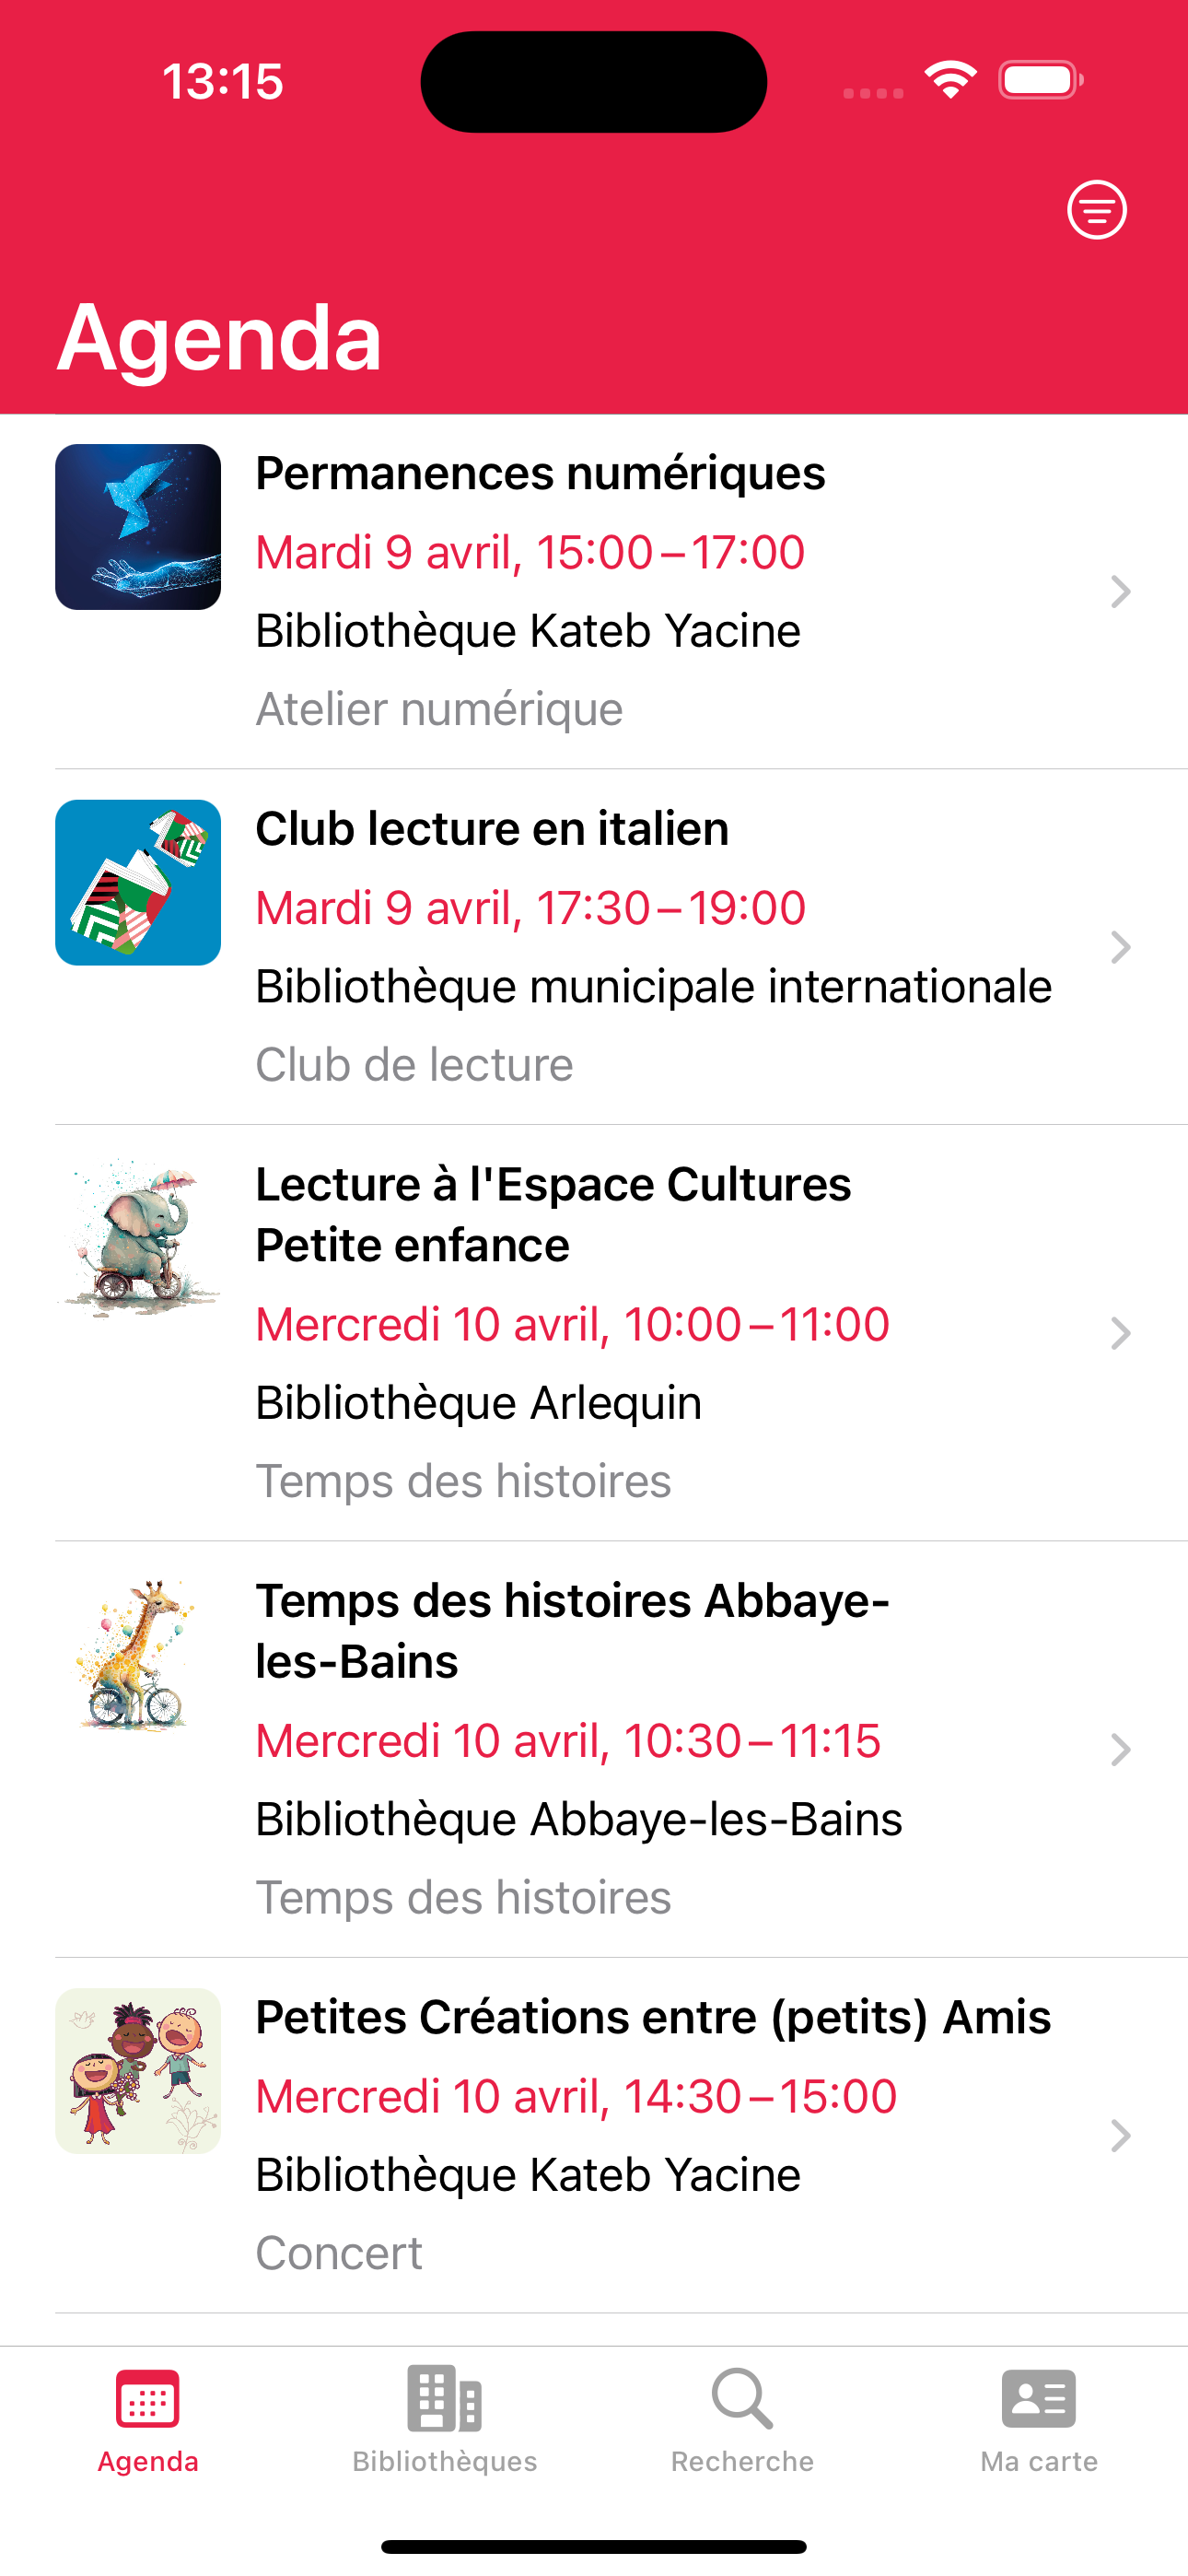 13:15
Agenda
Permanences numériques
Mardi 9 avril, 15:00 – 17:00
Bibliothèque Kateb Yacine
Atelier numérique
Club lecture en italien
Mardi 9 avril, 17:30 – 19:00
Bibliothèque municipale internationale
Club de lecture
Lecture à l'Espace Cultures
Petite enfance
Mercredi 10 avril, 10:00 – 11:00
Bibliothèque Arlequin
Temps des histoires
Temps des histoires Abbaye-
les-Bains
Mercredi 10 avril, 10:30 – 11:15
Bibliothèque Abbaye-les-Bains
Temps des histoires
Petites Créations entre (petits) Amis
Mercredi 10 avril, 14:30 – 15:00
Bibliothèque Kateb Yacine
Concert
Agenda
Bibliothèques
Recherche
Ma carte